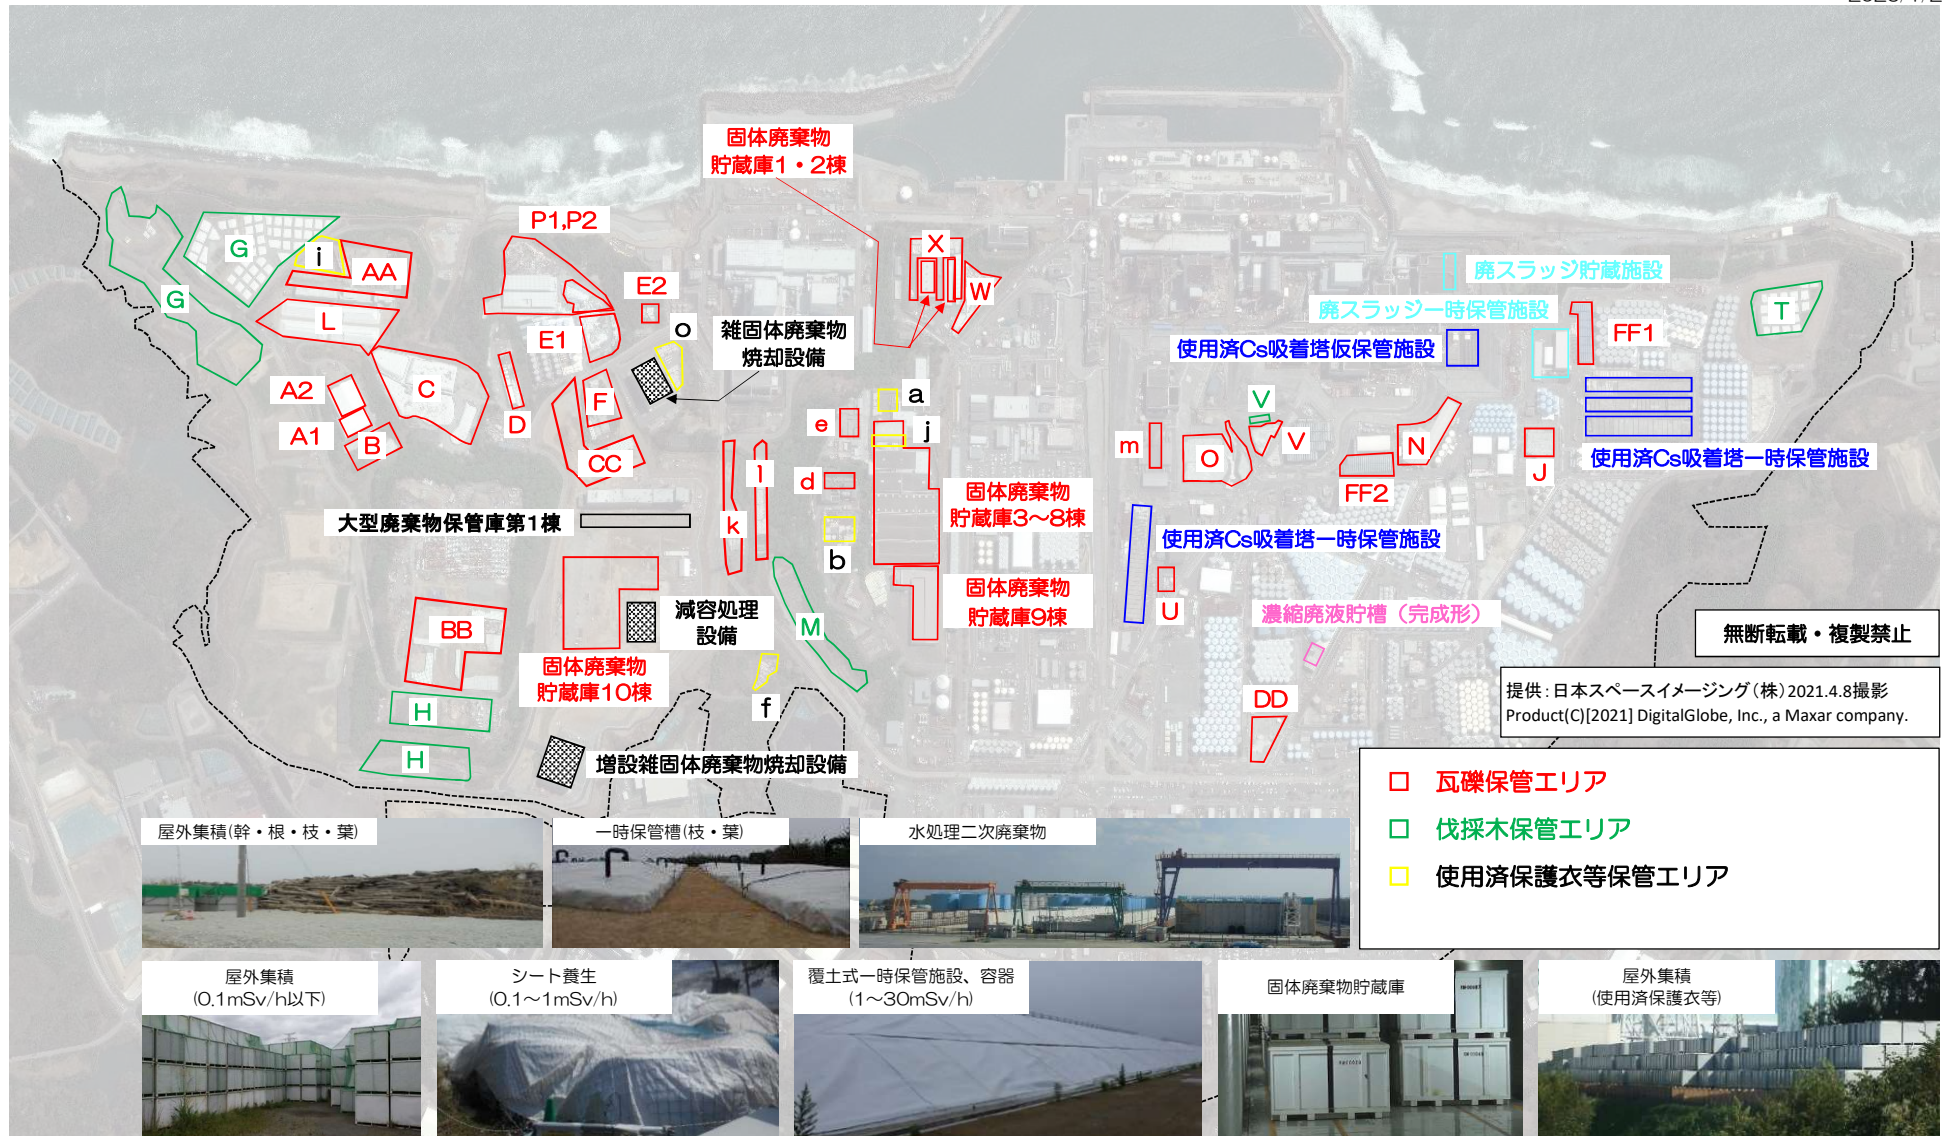 固体廃棄物
貯蔵庫1・2棟
P1,P2
X
W
G
i
AA
G
L
E2
o
雑固体廃棄物
焼却設備
E1
A2
C
D
F
A1
B
CC
a
e
j
l
d
k
b
固体廃棄物
貯蔵庫3～8棟
大型廃棄物保管庫第1棟
固体廃棄物
貯蔵庫9棟
BB
減容処理
設備
M
固体廃棄物
貯蔵庫10棟
f
H
H
増設雑固体廃棄物焼却設備
廃スラッジ貯蔵施設
廃スラッジ一時保管施設
FF1
T
使用済Cs吸着塔仮保管施設
V
V
m
O
N
FF2
J
使用済Cs吸着塔一時保管施設
使用済Cs吸着塔一時保管施設
U
濃縮廃液貯槽（完成形）
DD
無断転載・複製禁止
提供：日本スペースイメージング（株）2021.4.8撮影
Product(C)[2021] DigitalGlobe, Inc., a Maxar company.
瓦礫保管エリア
伐採木保管エリア
使用済保護衣等保管エリア
屋外集積(幹・根・枝・葉)
一時保管槽(枝・葉)
水処理二次廃棄物
屋外集積
(0.1mSv/h以下)
シート養生
(0.1～1mSv/h)
覆土式一時保管施設、容器
(1～30mSv/h)
固体廃棄物貯蔵庫
屋外集積
(使用済保護衣等)